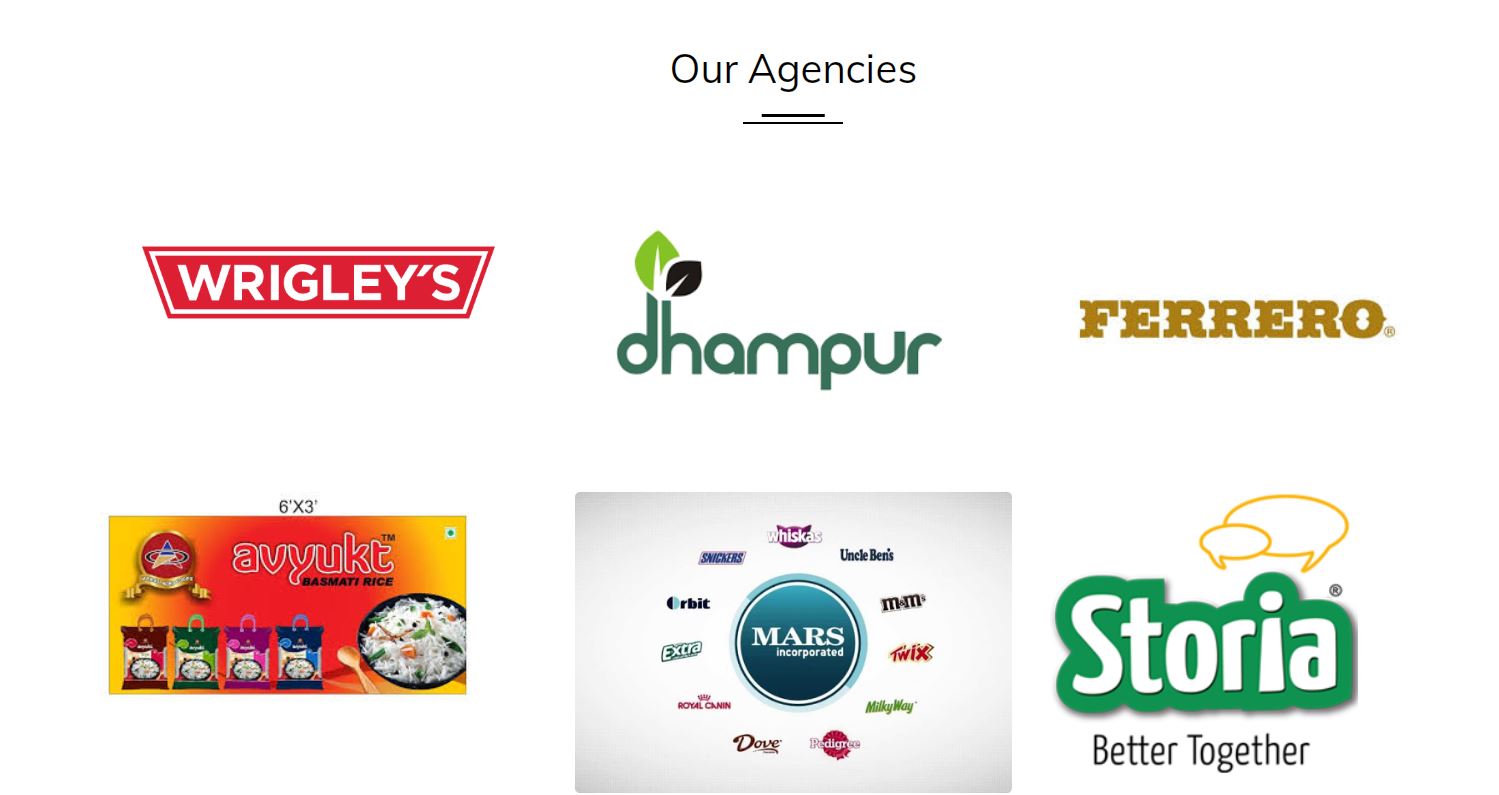 Our Agencies
WRIGLEY'S
dhampur
FERRERO®
6'X3'
avyukt™
BASMATI RICE
whiskas
SNICKERS
Uncle Ben's
Orbit
m&m's
MARS
incorporated
Extra
TWIX
ROYAL CANIN
MilkyWay
Dove
Pedigree
Storia®
Better Together